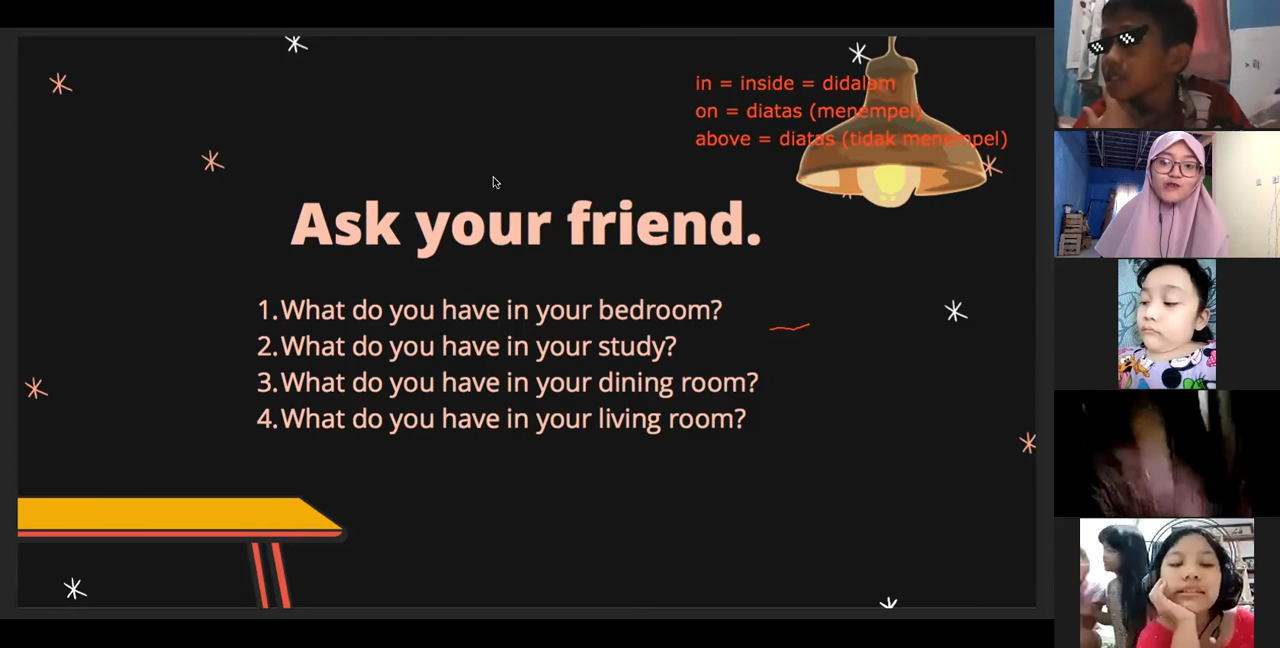 in = inside = didalam
on = diatas (menempel)
above = diatas (tidak menempel)
Ask your friend.
1. What do you have in your bedroom?
2. What do you have in your study?
3. What do you have in your dining room?
4. What do you have in your living room?